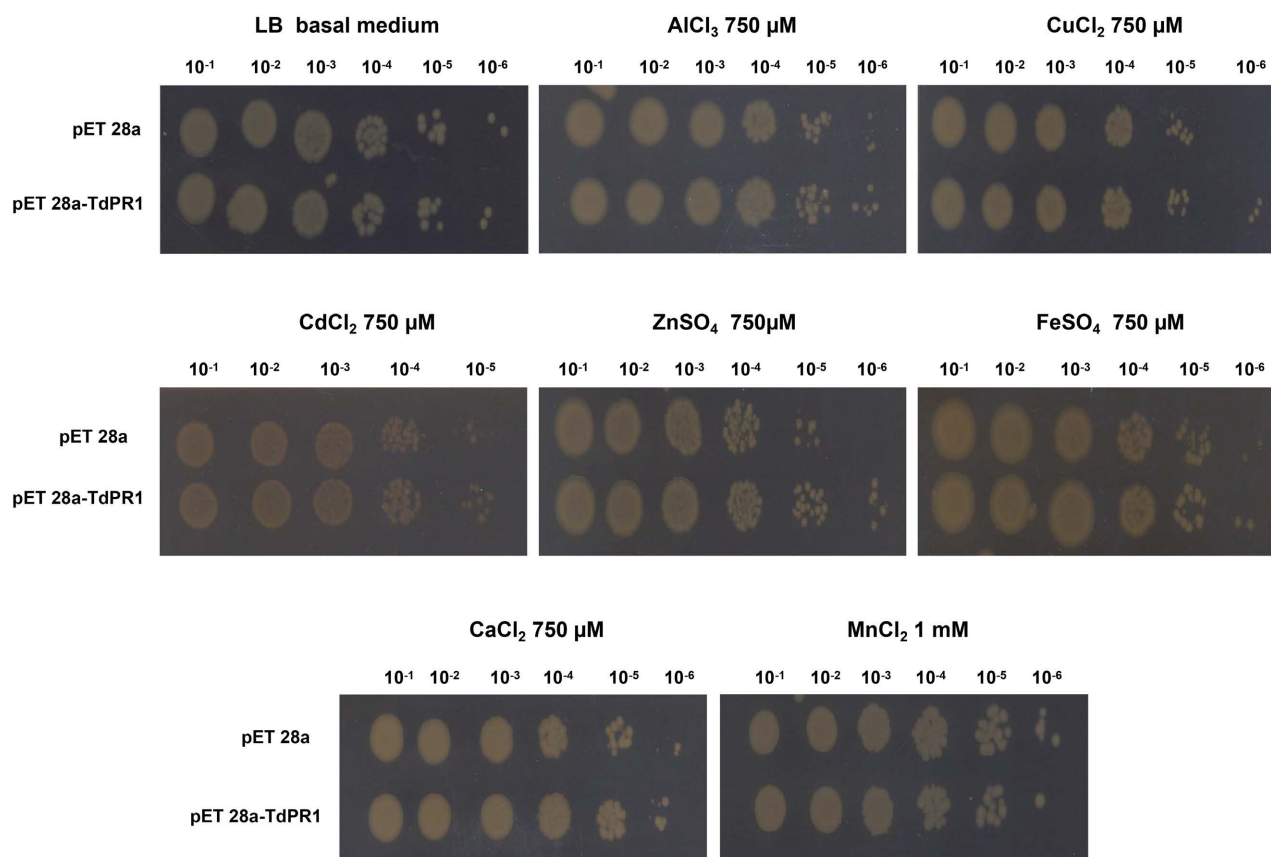 LB basal medium
AlCl₃ 750 µM
CuCl₂ 750 µM
10⁻¹ 10⁻² 10⁻³ 10⁻⁴ 10⁻⁵ 10⁻⁶
10⁻¹ 10⁻² 10⁻³ 10⁻⁴ 10⁻⁵ 10⁻⁶
10⁻¹ 10⁻² 10⁻³ 10⁻⁴ 10⁻⁵ 10⁻⁶
pET 28a
pET 28a-TdPR1
CdCl₂ 750 µM
ZnSO₄ 750µM
FeSO₄ 750 µM
10⁻¹ 10⁻² 10⁻³ 10⁻⁴ 10⁻⁵
10⁻¹ 10⁻² 10⁻³ 10⁻⁴ 10⁻⁵ 10⁻⁶
10⁻¹ 10⁻² 10⁻³ 10⁻⁴ 10⁻⁵ 10⁻⁶
pET 28a
pET 28a-TdPR1
CaCl₂ 750 µM
MnCl₂ 1 mM
10⁻¹ 10⁻² 10⁻³ 10⁻⁴ 10⁻⁵ 10⁻⁶
10⁻¹ 10⁻² 10⁻³ 10⁻⁴ 10⁻⁵ 10⁻⁶
pET 28a
pET 28a-TdPR1